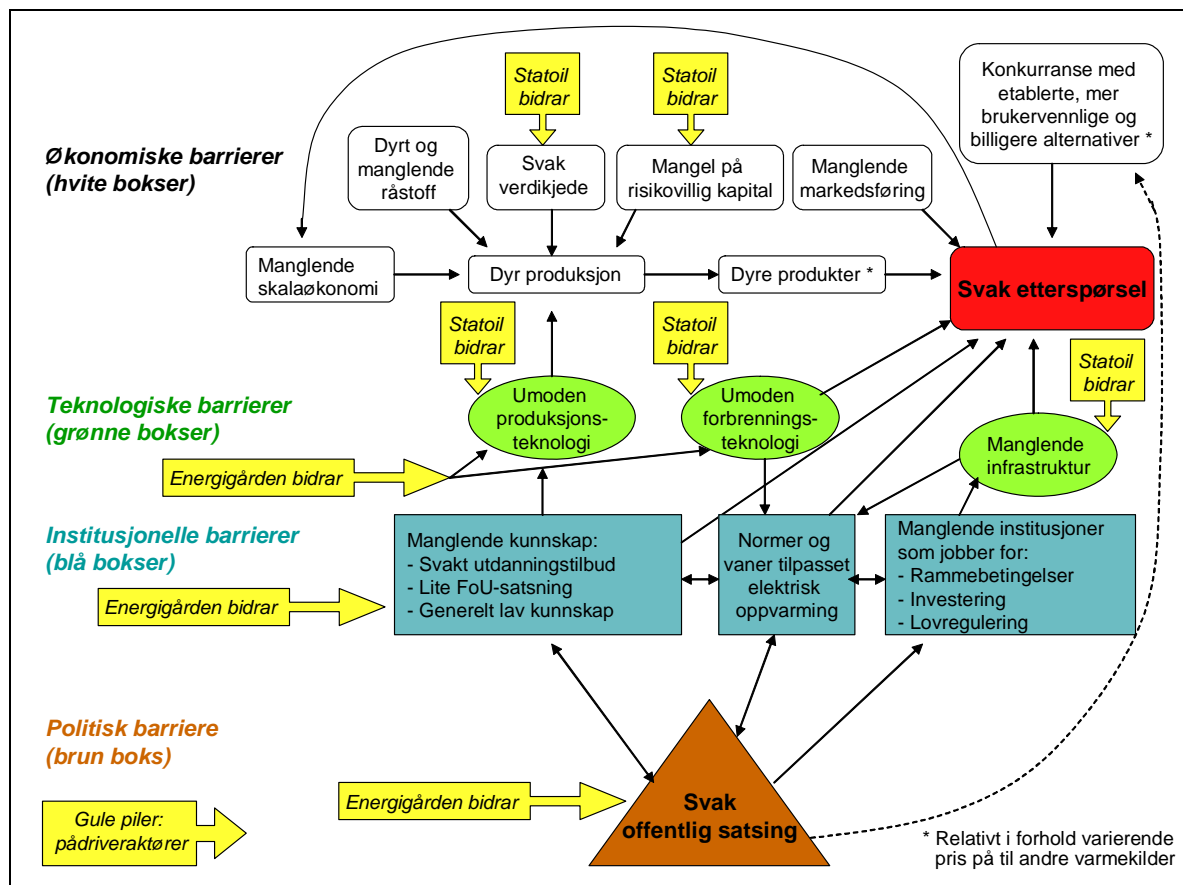 Økonomiske barrierer
(hvite bokser)
Statoil
bidrar
Statoil
bidrar
Konkurranse med
etablerte, mer
brukervennlige og
billigere alternativer *
Dyrt og
manglende
råstoff
Svak
verdikjede
Mangel på
risikovillig kapital
Manglende
markedsføring
Manglende
skalaøkonomi
Dyr produksjon
Dyre produkter *
Svak etterspørsel
Statoil
bidrar
Statoil
bidrar
Statoil
bidrar
Teknologiske barrierer
(grønne bokser)
Umoden
produksjons-
teknologi
Umoden
forbrennings-
teknologi
Manglende
infrastruktur
Energigården bidrar
Institusjonelle barrierer
(blå bokser)
Manglende kunnskap:
- Svakt utdanningstilbud
- Lite FoU-satsning
- Generelt lav kunnskap
Normer og
vaner tilpasset
elektrisk
oppvarming
Manglende institusjoner
som jobber for:
- Rammebetingelser
- Investering
- Lovregulering
Energigården bidrar
Politisk barriere
(brun boks)
Energigården bidrar
Svak
offentlig satsing
Gule piler:
pådriveraktører
* Relativt i forhold varierende
pris på til andre varmekilder